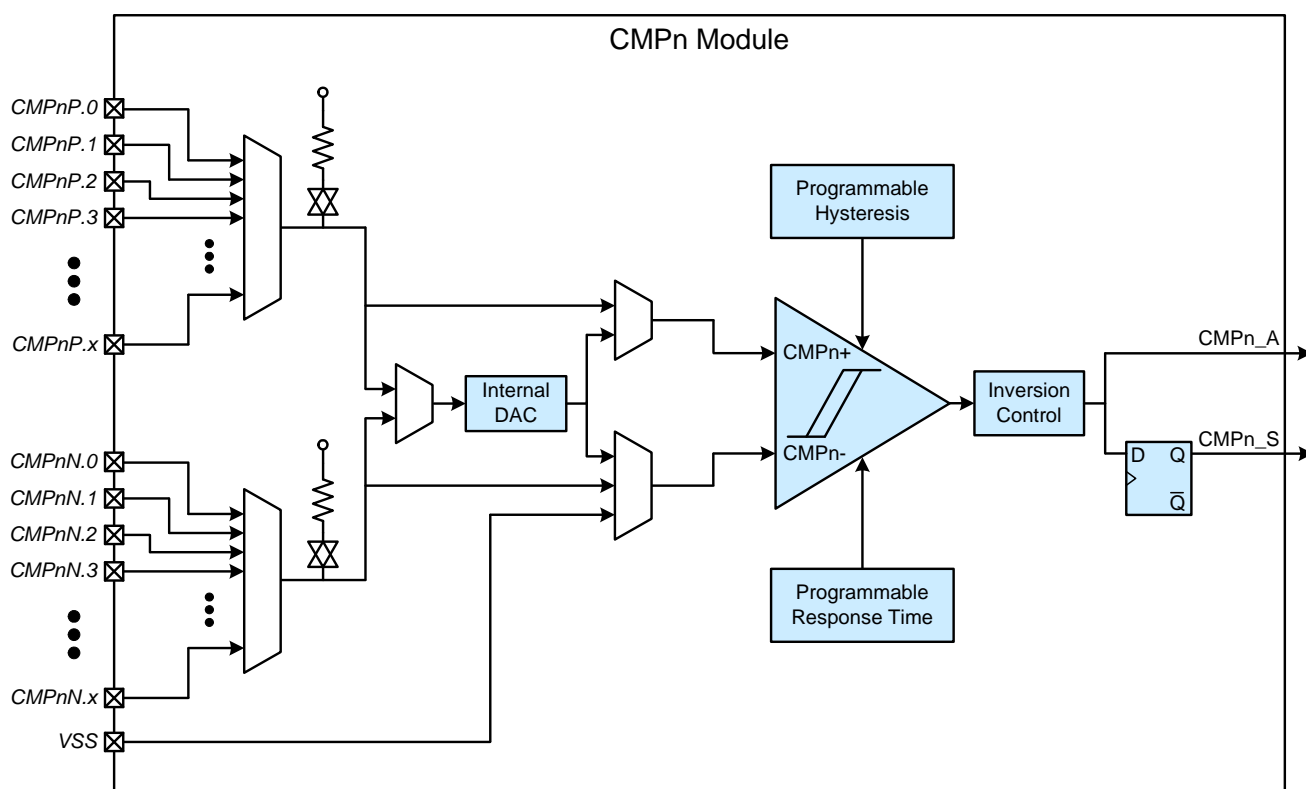 CMPn Module
CMPnP.0
CMPnP.1
CMPnP.2
CMPnP.3
CMPnP.x
CMPnN.0
CMPnN.1
CMPnN.2
CMPnN.3
CMPnN.x
VSS
Internal
DAC
Programmable
Hysteresis
CMPn+
CMPn-
Programmable
Response Time
Inversion
Control
CMPn_A
CMPn_S
D Q
Q̅